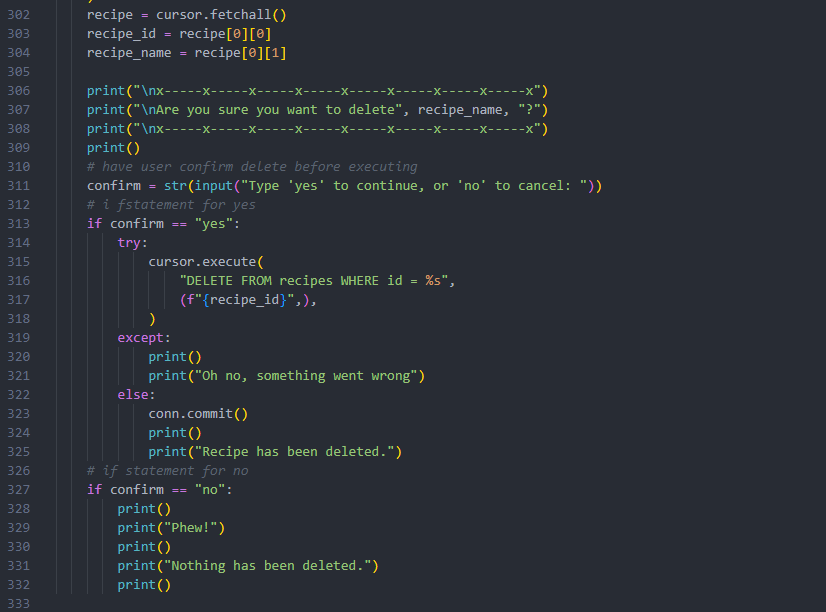 302 recipe = cursor.fetchall()
303 recipe_id = recipe[0][0]
304 recipe_name = recipe[0][1]
305
306 print("\nx-----x-----x-----x-----x-----x-----x-----x-----x")
307 print("\nAre you sure you want to delete", recipe_name, "?")
308 print("\nx-----x-----x-----x-----x-----x-----x-----x-----x")
309 print()
310 # have user confirm delete before executing
311 confirm = str(input("Type 'yes' to continue, or 'no' to cancel: "))
312 # i fstatement for yes
313 if confirm == "yes":
314 try:
315 cursor.execute(
316 "DELETE FROM recipes WHERE id = %s",
317 (f"{recipe_id}",),
318 )
319 except:
320 print()
321 print("Oh no, something went wrong")
322 else:
323 conn.commit()
324 print()
325 print("Recipe has been deleted.")
326 # if statement for no
327 if confirm == "no":
328 print()
329 print("Phew!")
330 print()
331 print("Nothing has been deleted.")
332 print()
333